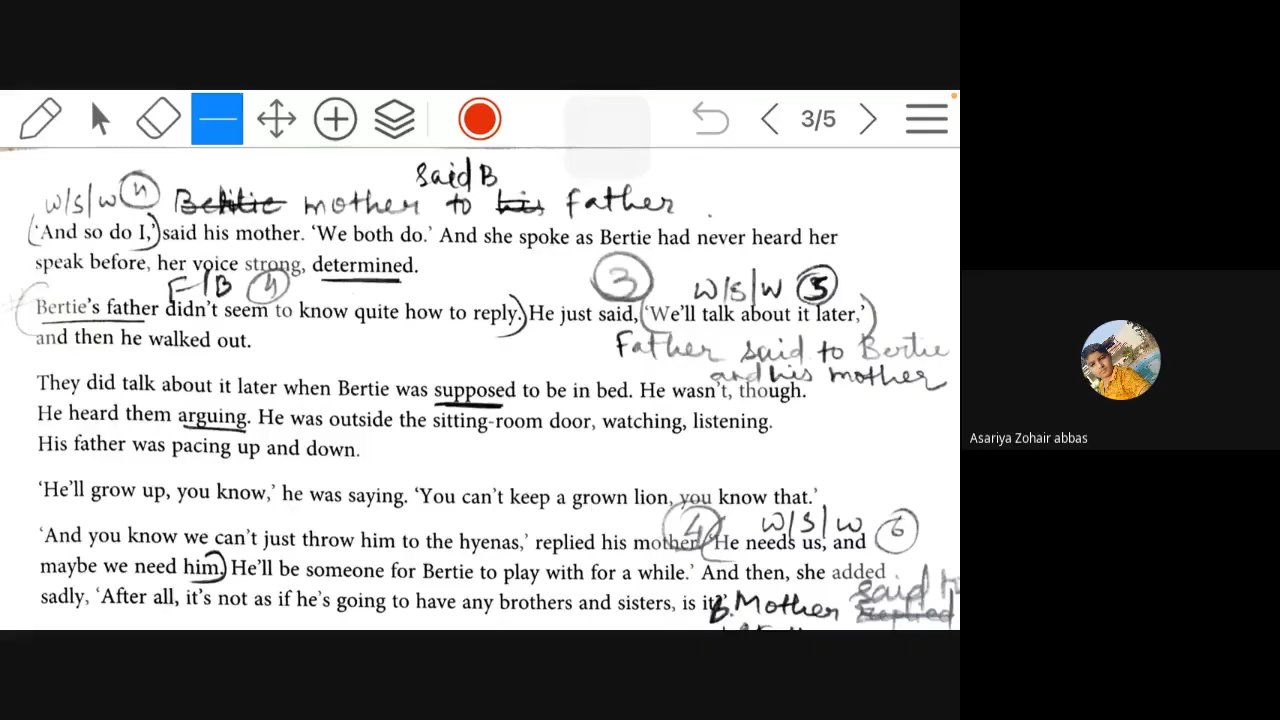 3/5
said B
W/S/W 4 Bertie mother to his father .
'And so do I,' said his mother. 'We both do.' And she spoke as Bertie had never heard her
speak before, her voice strong, determined.
F/B 4 3 W/S/W 5
Bertie's father didn't seem to know quite how to reply. He just said, 'We'll talk about it later,'
and then he walked out.
Father said to Bertie
and his mother
They did talk about it later when Bertie was supposed to be in bed. He wasn't, though.
He heard them arguing. He was outside the sitting-room door, watching, listening.
His father was pacing up and down.
'He'll grow up, you know,' he was saying. 'You can't keep a grown lion, you know that.'
4 W/S/W 6
'And you know we can't just throw him to the hyenas,' replied his mother. 'He needs us, and
maybe we need him. He'll be someone for Bertie to play with for a while.' And then, she added
sadly, 'After all, it's not as if he's going to have any brothers and sisters, is it?'
B. Mother replied said
Asariya Zohair abbas